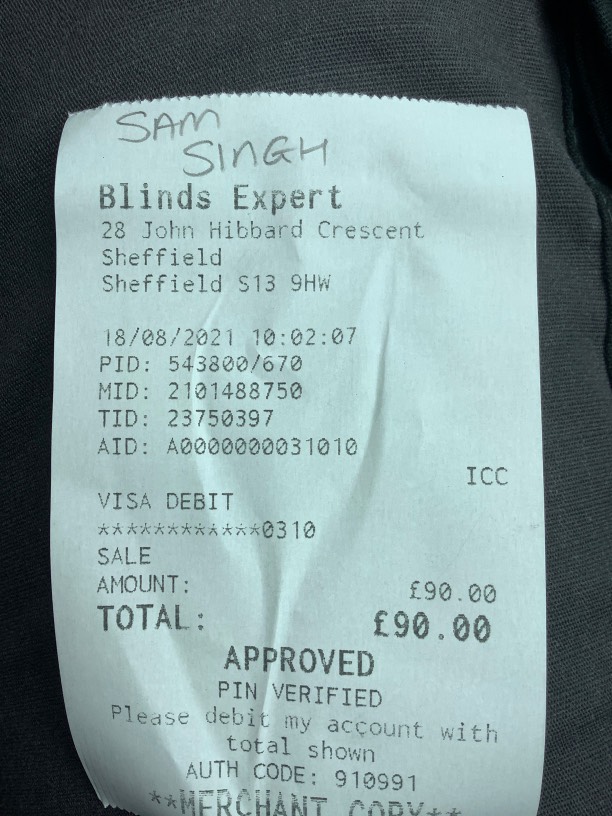 SAM
SINGH
Blinds Expert
28 John Hibbard Crescent
Sheffield
Sheffield S13 9HW
18/08/2021 10:02:07
PID: 543800/670
MID: 2101488750
TID: 23750397
AID: A0000000031010
ICC
VISA DEBIT
************0310
SALE
AMOUNT: £90.00
TOTAL: £90.00
APPROVED
PIN VERIFIED
Please debit my account with
total shown
AUTH CODE: 910991
**MERCHANT COPY**